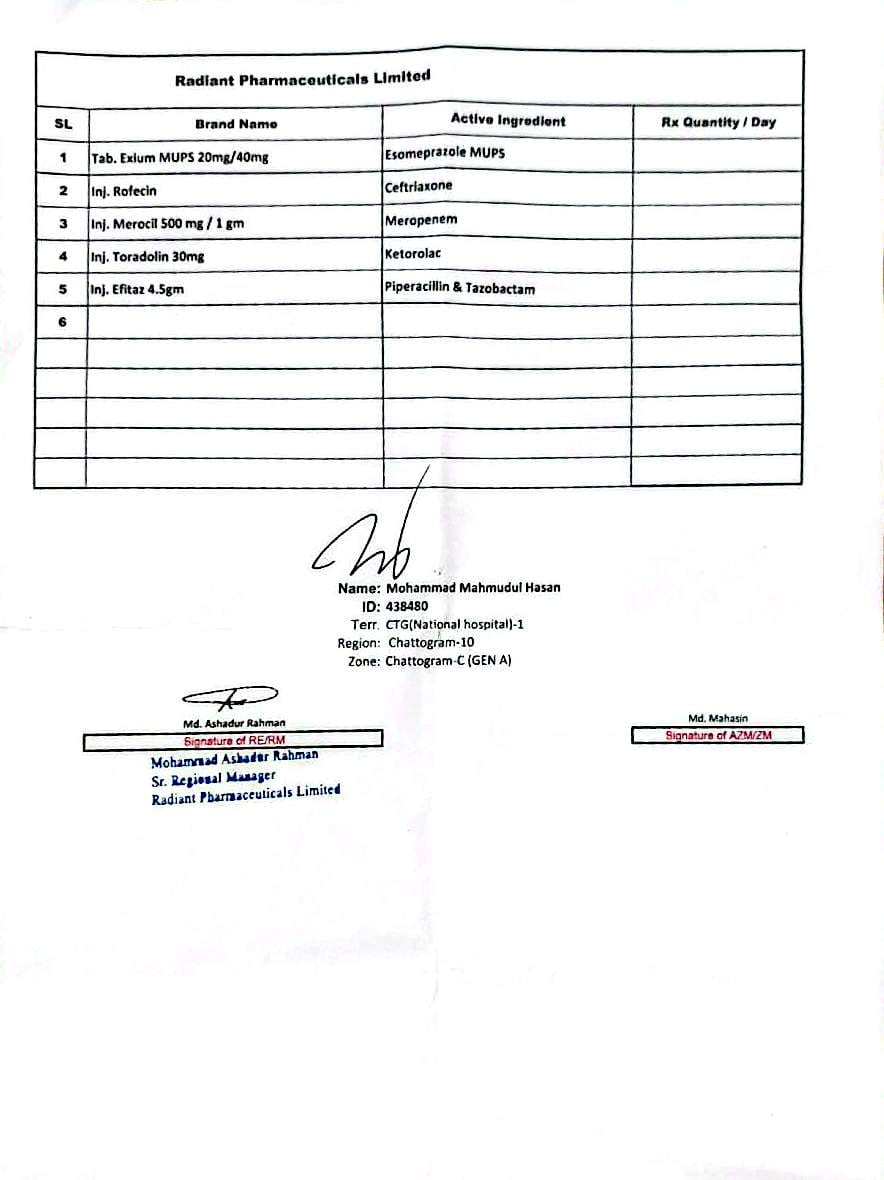 Radiant Pharmaceuticals Limited
SL Brand Name Active Ingredient Rx Quantity / Day
1 Tab. Exium MUPS 20mg/40mg Esomeprazole MUPS
2 Inj. Rofecin Ceftriaxone
3 Inj. Merocil 500 mg / 1 gm Meropenem
4 Inj. Toradolin 30mg Ketorolac
5 Inj. Efitaz 4.5gm Piperacillin & Tazobactam
6
Name: Mohammad Mahmudul Hasan
ID: 438480
Terr. CTG(National hospital)-1
Region: Chattogram-10
Zone: Chattogram-C (GEN A)
Md. Ashadur Rahman
Signature of RE/RM
Mohammad Ashadur Rahman
Sr. Regional Manager
Radiant Pharmaceuticals Limited
Md. Mahasin
Signature of AZM/ZM